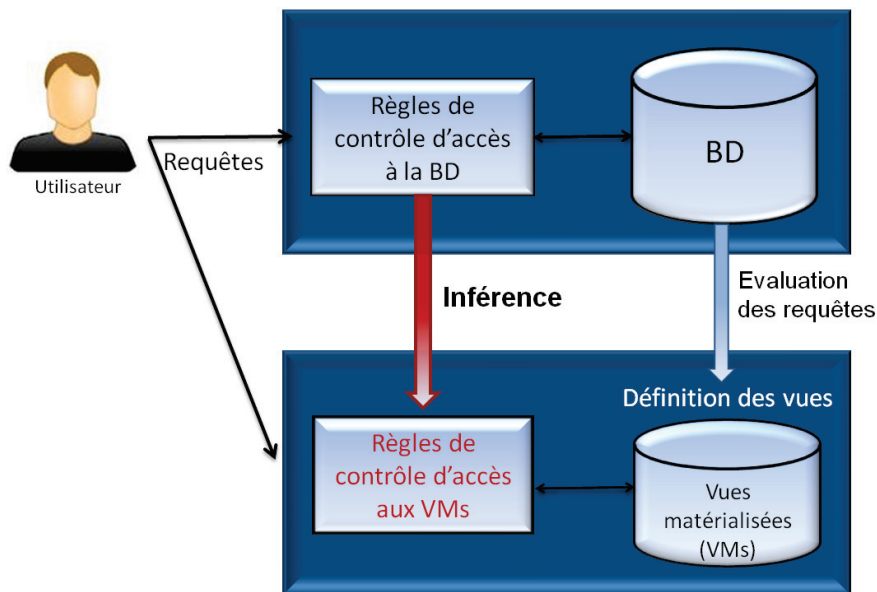 Utilisateur
Requêtes
Règles de
contrôle d’accès
à la BD
BD
Inférence
Evaluation
des requêtes
Définition des vues
Règles de
contrôle d’accès
aux VMs
Vues
matérialisées
(VMs)